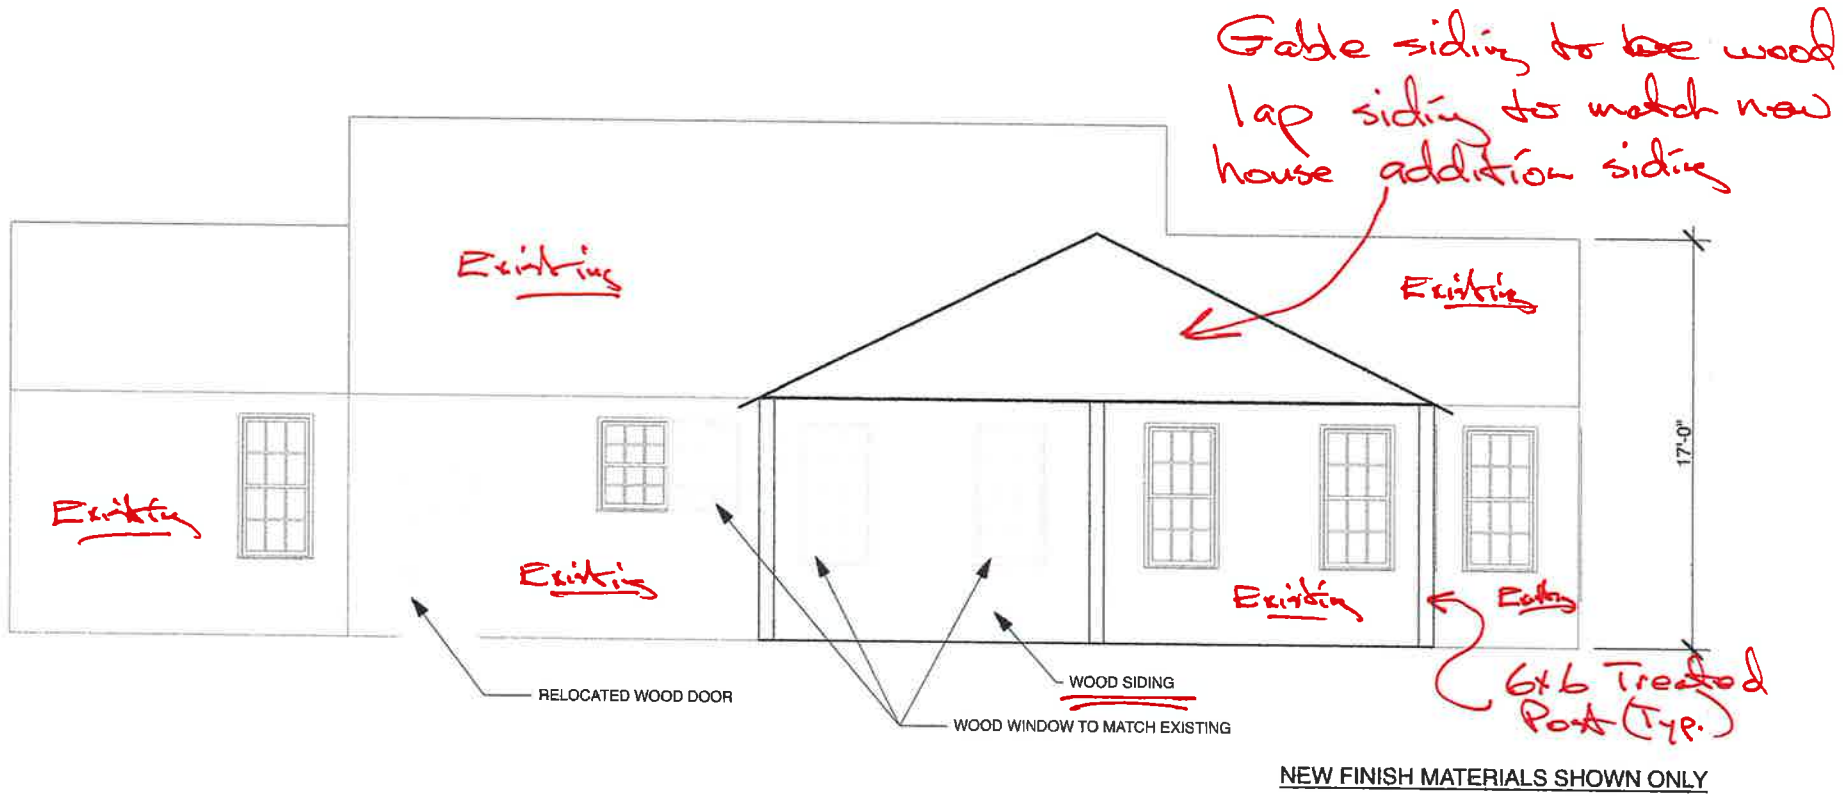 Gable siding to be wood
lap siding to match new
house addition siding
Existing
Existing
17'-0"
Existing
Existing
Existing
Existing
6x6 Treated
Post (Typ.)
RELOCATED WOOD DOOR
WOOD SIDING
WOOD WINDOW TO MATCH EXISTING
NEW FINISH MATERIALS SHOWN ONLY